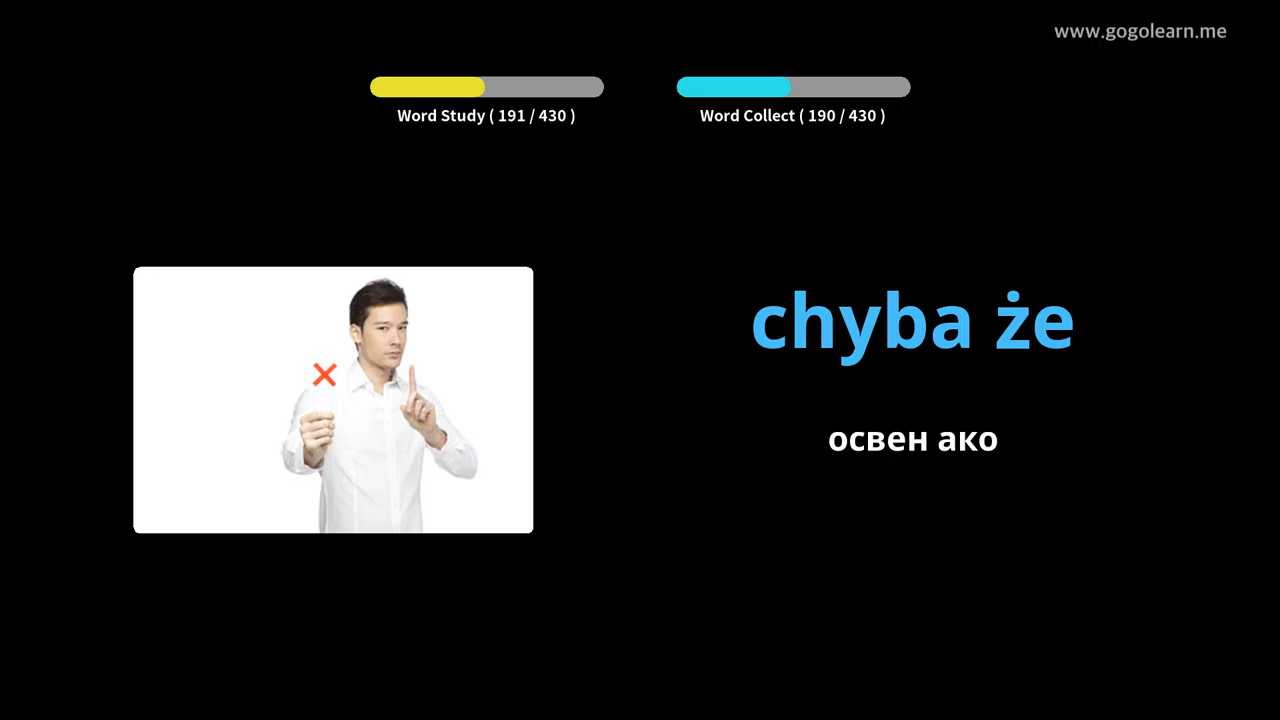 www.gogolearn.me
Word Study ( 191 / 430 )
Word Collect ( 190 / 430 )
chyba że
освен ако